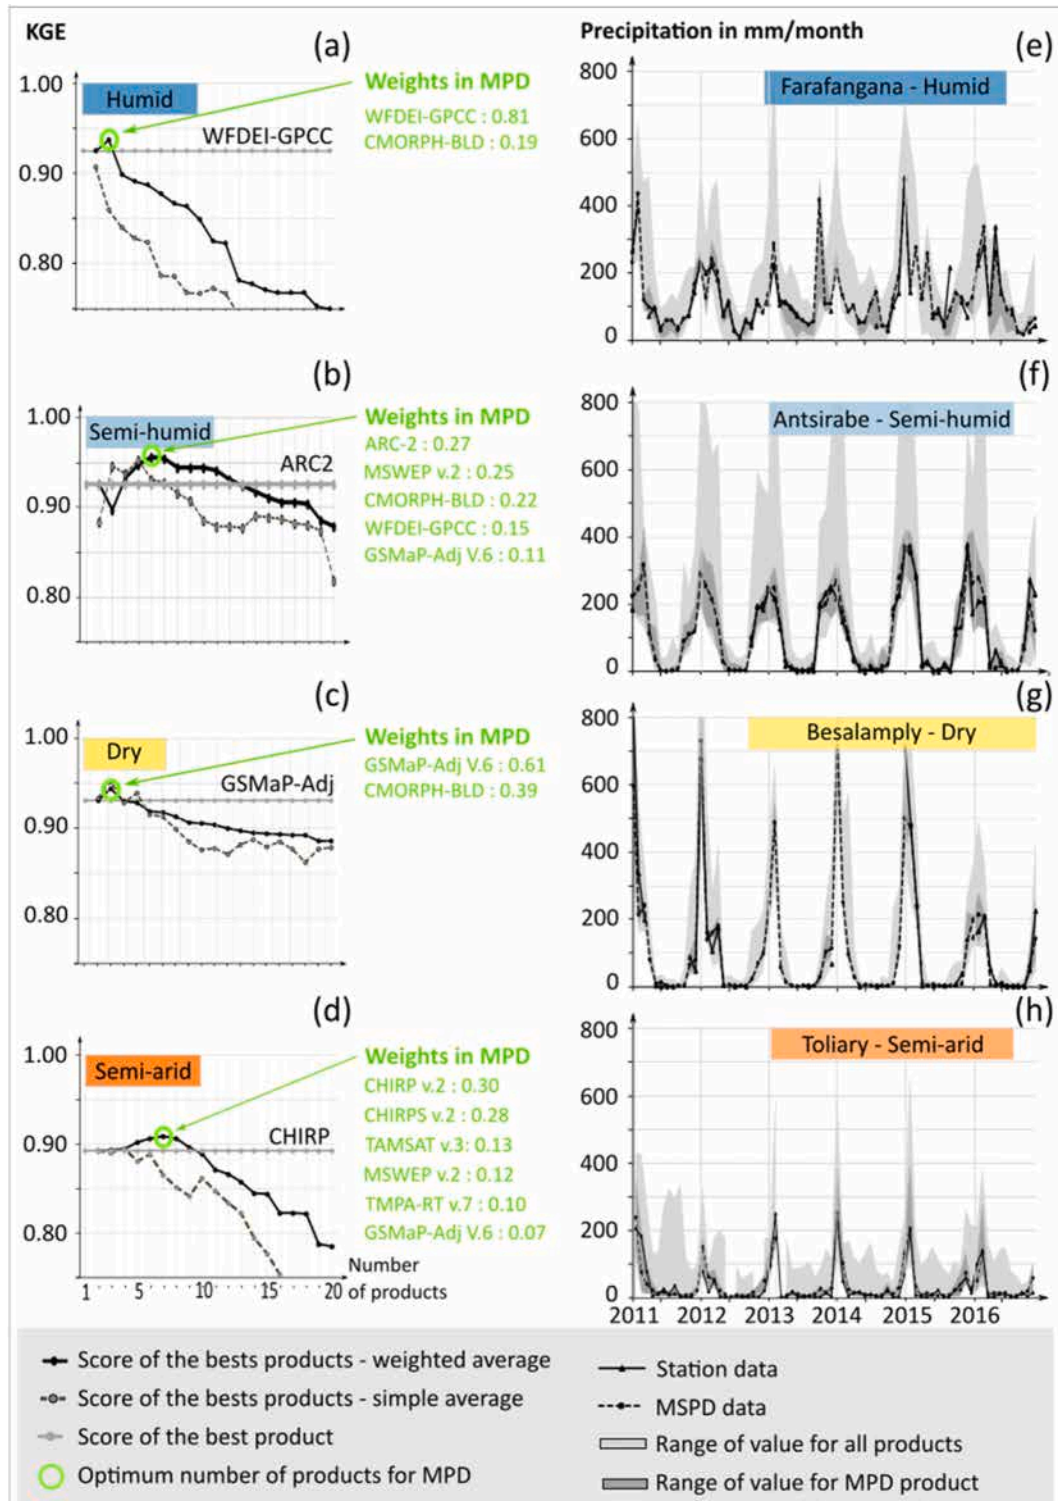 KGE
(a)
1.00
Humid
Weights in MPD
WFDEI-GPCC : 0.81
CMORPH-BLD : 0.19
WFDEI-GPCC
0.90
0.80
(b)
1.00
Semi-humid
Weights in MPD
ARC-2 : 0.27
MSWEP v.2 : 0.25
CMORPH-BLD : 0.22
WFDEI-GPCC : 0.15
GSMaP-Adj V.6 : 0.11
ARC2
0.90
0.80
(c)
1.00
Dry
Weights in MPD
GSMaP-Adj V.6 : 0.61
CMORPH-BLD : 0.39
GSMaP-Adj
0.90
0.80
(d)
1.00
Semi-arid
Weights in MPD
CHIRP v.2 : 0.30
CHIRPS v.2 : 0.28
TAMSAT v.3: 0.13
MSWEP v.2 : 0.12
TMPA-RT v.7 : 0.10
GSMaP-Adj V.6 : 0.07
CHIRP
0.90
0.80
1 5 10 15 20
Number
of products
Precipitation in mm/month
(e)
Farafangana - Humid
800
600
400
200
0
(f)
Antsirabe - Semi-humid
800
600
400
200
0
(g)
Besalamply - Dry
800
600
400
200
0
(h)
Toliary - Semi-arid
800
600
400
200
0
2011 2012 2013 2014 2015 2016
Score of the bests products - weighted average
Score of the bests products - simple average
Score of the best product
Optimum number of products for MPD
Station data
MSPD data
Range of value for all products
Range of value for MPD product